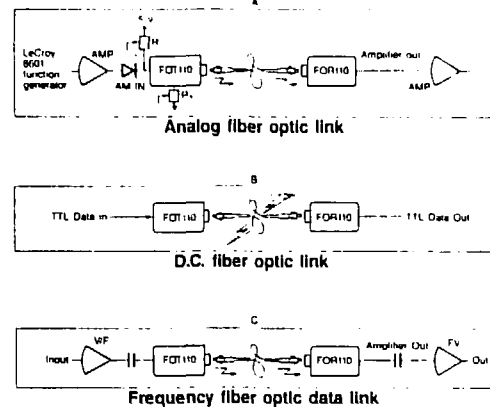 A
LeCroy
8601
function
generator
AMP
AM IN
R
FOT110
FOR110
Amplifier out
AMP
Analog fiber optic link
B
TTL Data in
FOT110
FOR110
TTL Data Out
D.C. fiber optic link
C
Input
FOT110
FOR110
Amplifier Out
FV
Out
Frequency fiber optic data link